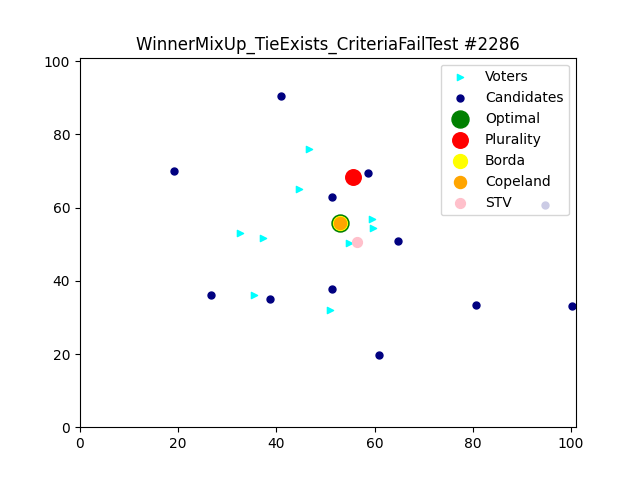 WinnerMixUp_TieExists_CriteriaFailTest #2286
100
80
60
40
20
0
0 20 40 60 80 100
Voters
Candidates
Optimal
Plurality
Borda
Copeland
STV